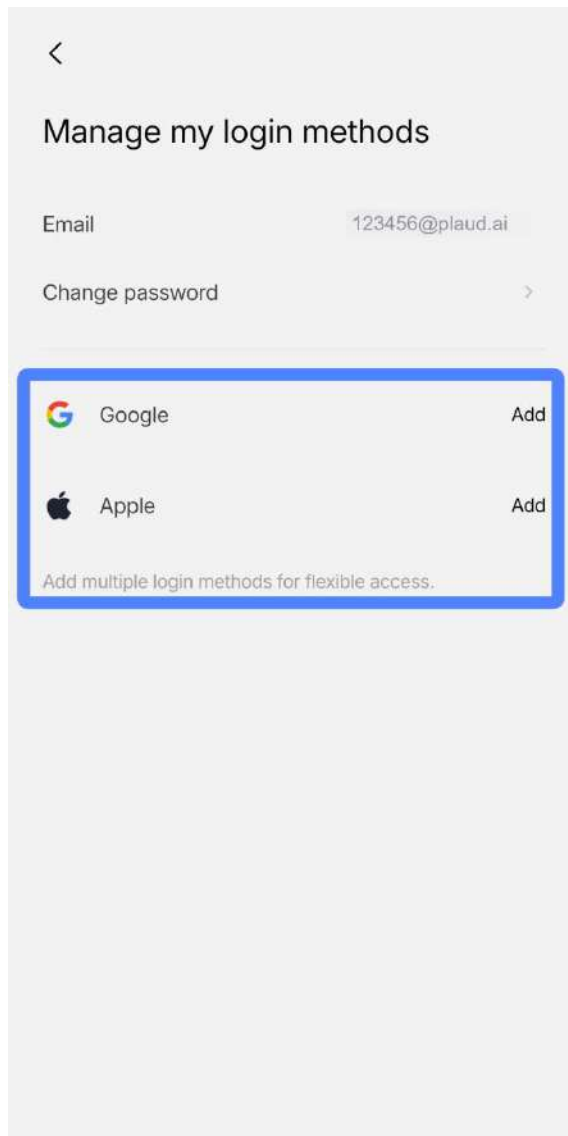 Manage my login methods
Email 123456@plaud.ai
Change password
Google Add
Apple Add
Add multiple login methods for flexible access.